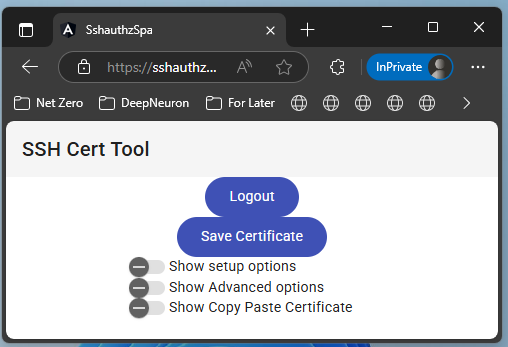 SshauthzSpa
https://sshauthz...
InPrivate
Net Zero
DeepNeuron
For Later
SSH Cert Tool
Logout
Save Certificate
Show setup options
Show Advanced options
Show Copy Paste Certificate